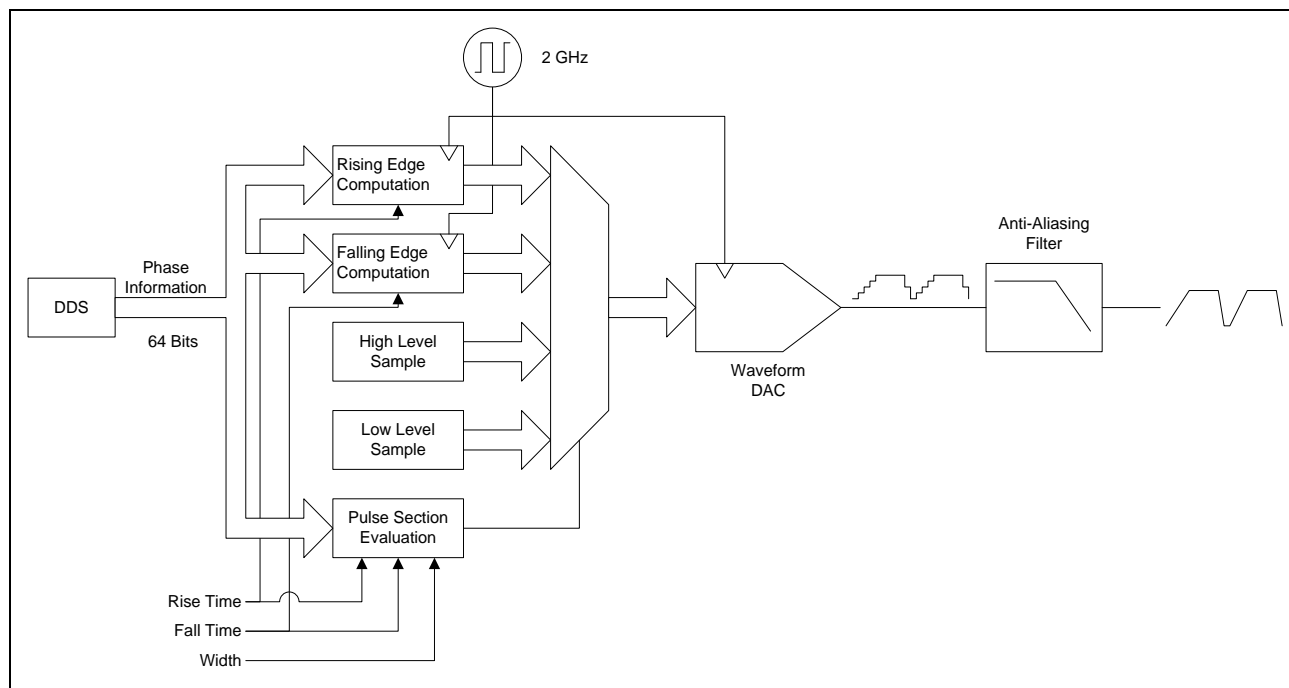 2 GHz
Rising Edge
Computation
Falling Edge
Computation
Anti-Aliasing
Filter
Phase
Information
DDS
64 Bits
High Level
Sample
Waveform
DAC
Low Level
Sample
Pulse Section
Evaluation
Rise Time
Fall Time
Width